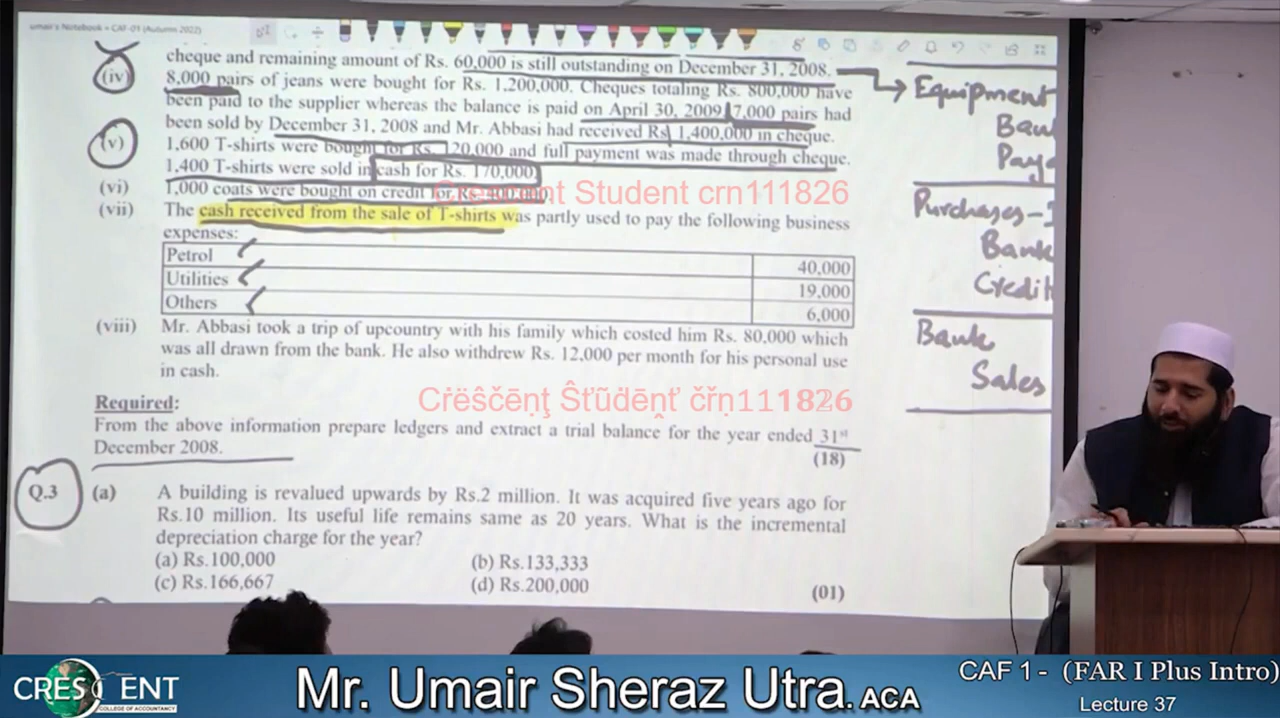 umair's Notebook » CAF-01 (Autumn 2022)
cheque and remaining amount of Rs. 60,000 is still outstanding on December 31, 2008.
(iv) 8,000 pairs of jeans were bought for Rs. 1,200,000. Cheques totaling Rs. 800,000 have
been paid to the supplier whereas the balance is paid on April 30, 2009. 7,000 pairs had
been sold by December 31, 2008 and Mr. Abbasi had received Rs. 1,400,000 in cheque.
(v) 1,600 T-shirts were bought for Rs. 120,000 and full payment was made through cheque.
1,400 T-shirts were sold in cash for Rs. 170,000
(vi) 1,000 coats were bought on credit for Rs. 400,000.
Crescent Student crn111826
(vii) The cash received from the sale of T-shirts was partly used to pay the following business
expenses:
Petrol 40,000
Utilities 19,000
Others 6,000
(viii) Mr. Abbasi took a trip of upcountry with his family which costed him Rs. 80,000 which
was all drawn from the bank. He also withdrew Rs. 12,000 per month for his personal use
in cash.
Required:
From the above information prepare ledgers and extract a trial balance for the year ended 31st
December 2008.
(18)
Q.3 (a) A building is revalued upwards by Rs.2 million. It was acquired five years ago for
Rs.10 million. Its useful life remains same as 20 years. What is the incremental
depreciation charge for the year?
(a) Rs.100,000 (b) Rs.133,333
(c) Rs.166,667 (d) Rs.200,000
(01)
Equipment
Purchases-
Bank
Bank
Sales
CRESCENT
COLLEGE OF ACCOUNTANCY
Mr. Umair Sheraz Utra. ACA
CAF 1 - (FAR I Plus Intro)
Lecture 37